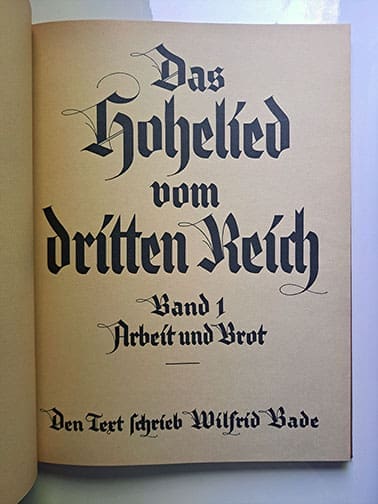 Das
Hohelied
vom
dritten Reich
Band 1
Arbeit und Brot
Den Text schrieb Wilfrid Bade